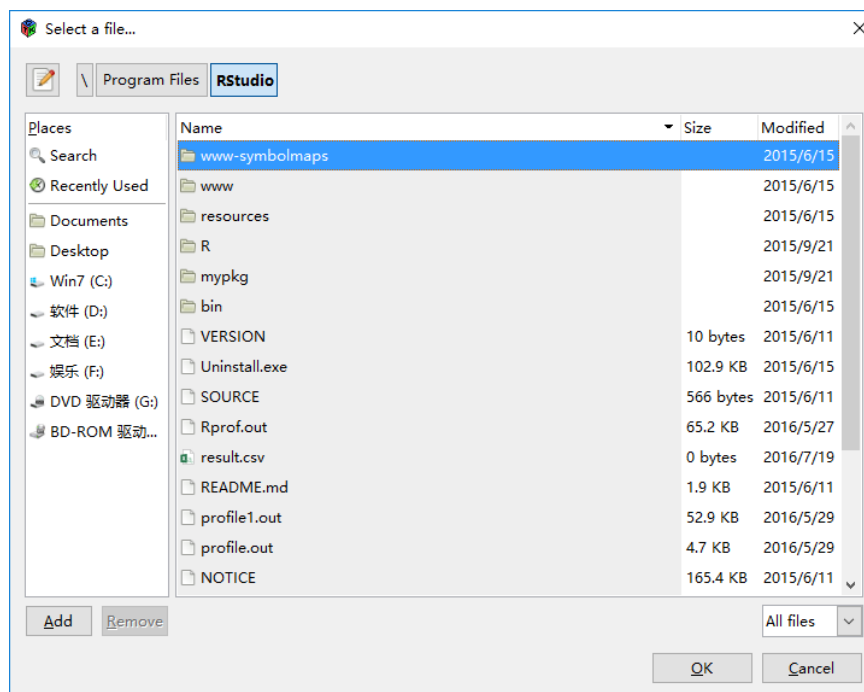 Select a file...
\ Program Files RStudio
Places
Search
Recently Used
Documents
Desktop
Win7 (C:)
软件 (D:)
文档 (E:)
娱乐 (F:)
DVD 驱动器 (G:)
BD-ROM 驱动...
Name Size Modified
www-symbolmaps 2015/6/15
www 2015/6/15
resources 2015/6/15
R 2015/9/21
mypkg 2015/9/21
bin 2015/6/15
VERSION 10 bytes 2015/6/11
Uninstall.exe 102.9 KB 2015/6/15
SOURCE 566 bytes 2015/6/11
Rprof.out 65.2 KB 2016/5/27
result.csv 0 bytes 2016/7/19
README.md 1.9 KB 2015/6/11
profile1.out 52.9 KB 2016/5/29
profile.out 4.7 KB 2016/5/29
NOTICE 165.4 KB 2015/6/11
Add Remove
All files
OK Cancel